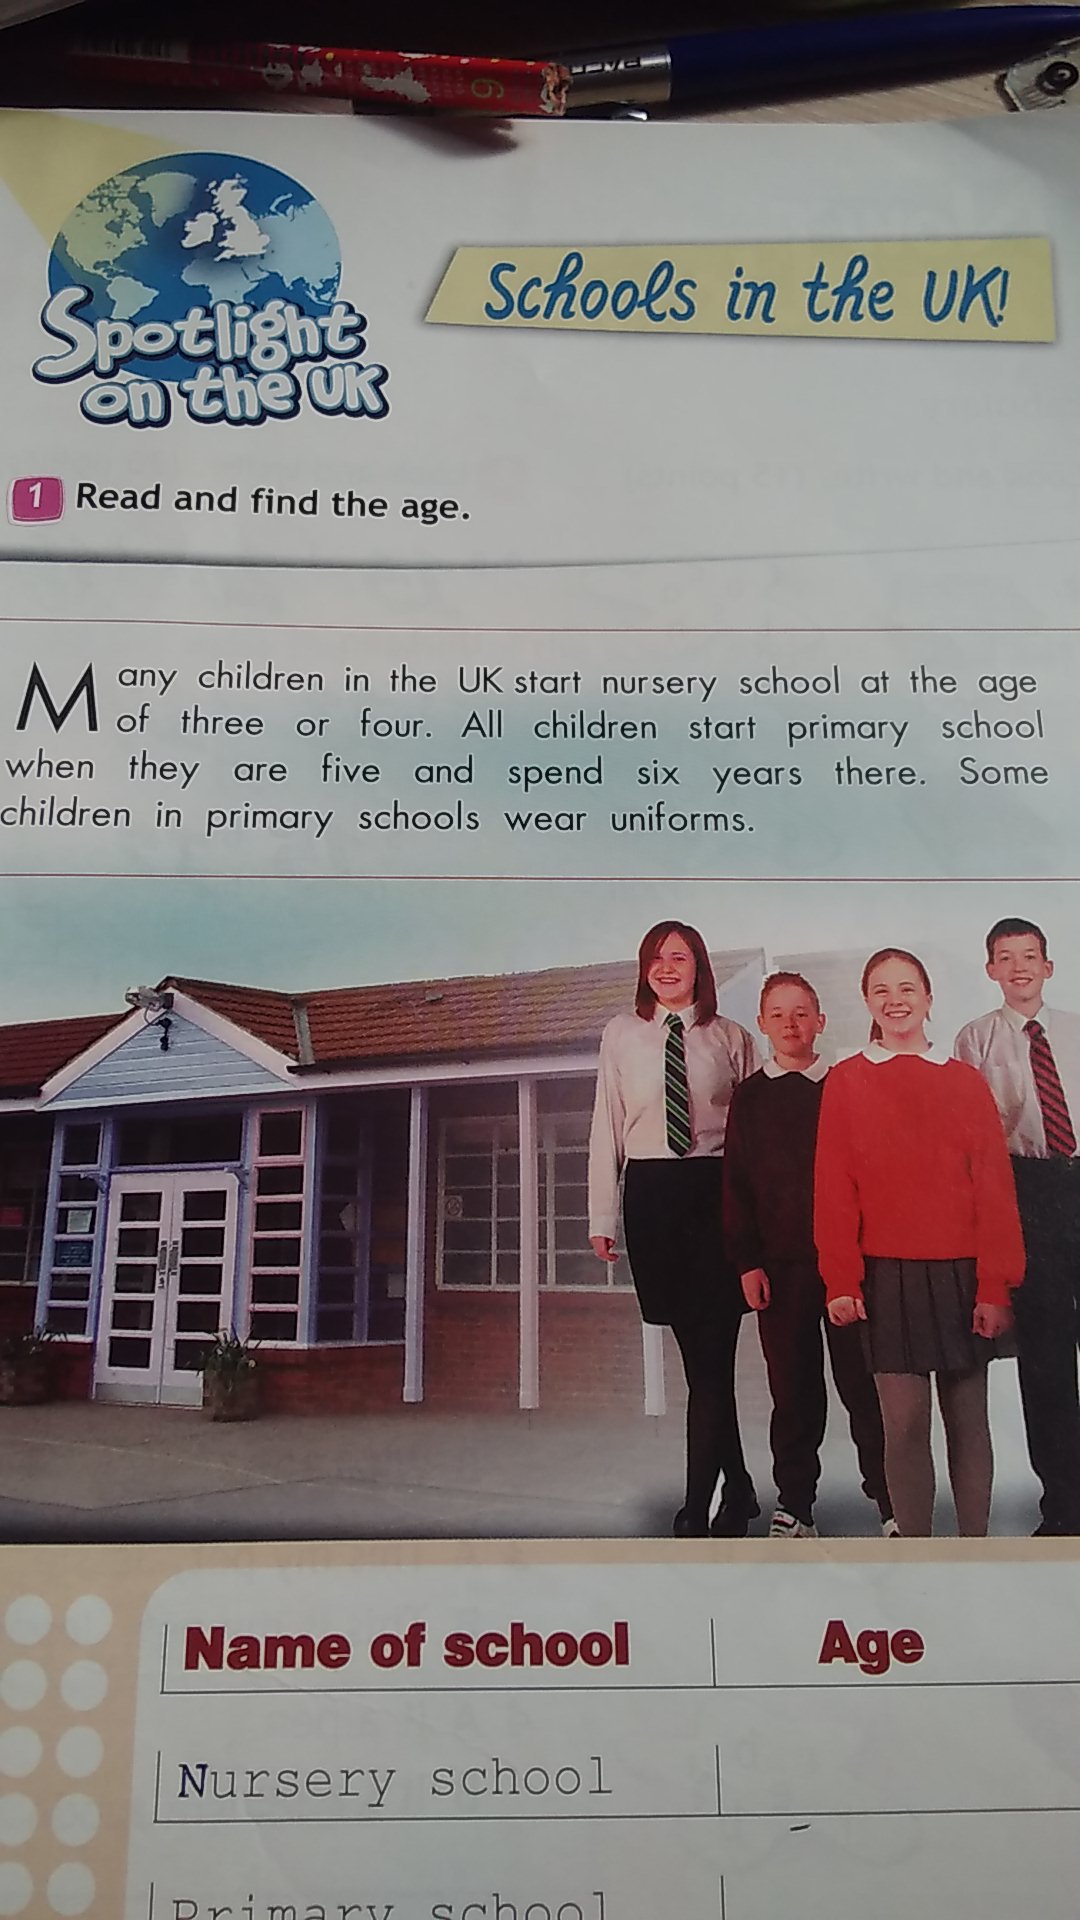 6
Spotlight
on the UK
Schools in the UK!
1 Read and find the age.
Many children in the UK start nursery school at the age
of three or four. All children start primary school
when they are five and spend six years there. Some
children in primary schools wear uniforms.
Name of school Age
Nursery school
Primary school